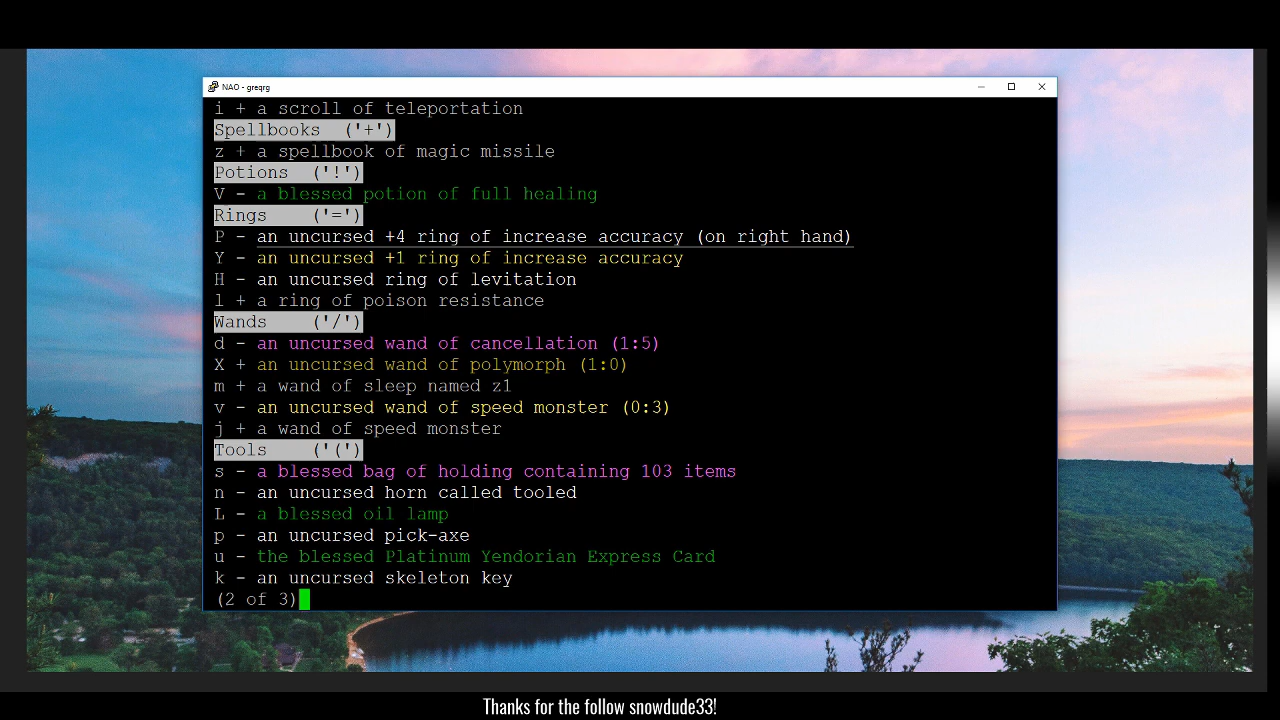 NAO - greqrg
i + a scroll of teleportation
Spellbooks ('+')
z + a spellbook of magic missile
Potions ('!')
V - a blessed potion of full healing
Rings ('=')
P - an uncursed +4 ring of increase accuracy (on right hand)
Y - an uncursed +1 ring of increase accuracy
H - an uncursed ring of levitation
l + a ring of poison resistance
Wands ('/')
d - an uncursed wand of cancellation (1:5)
X + an uncursed wand of polymorph (1:0)
m + a wand of sleep named z1
v - an uncursed wand of speed monster (0:3)
j + a wand of speed monster
Tools ('(')
s - a blessed bag of holding containing 103 items
n - an uncursed horn called tooled
L - a blessed oil lamp
p - an uncursed pick-axe
u - the blessed Platinum Yendorian Express Card
k - an uncursed skeleton key
(2 of 3)
Thanks for the follow snowdude33!